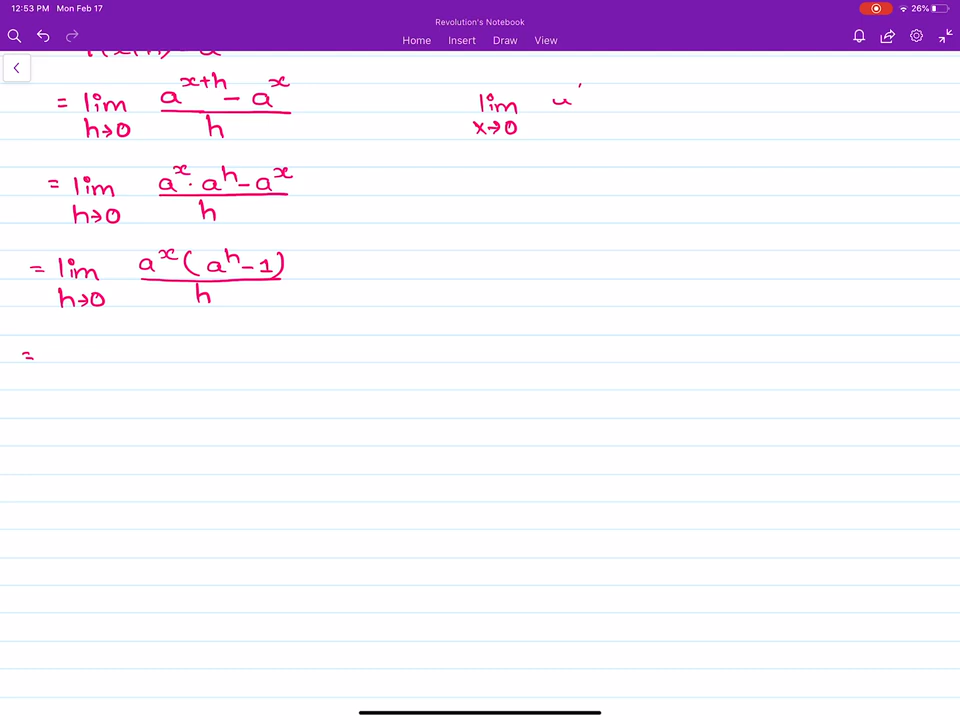 12:53 PM Mon Feb 17
26%
Revolution's Notebook
Home Insert Draw View
= lim h→0 (a^(x+h) - a^x)/h
lim x→0
= lim h→0 (a^x · a^h - a^x)/h
= lim h→0 a^x(a^h - 1)/h
=